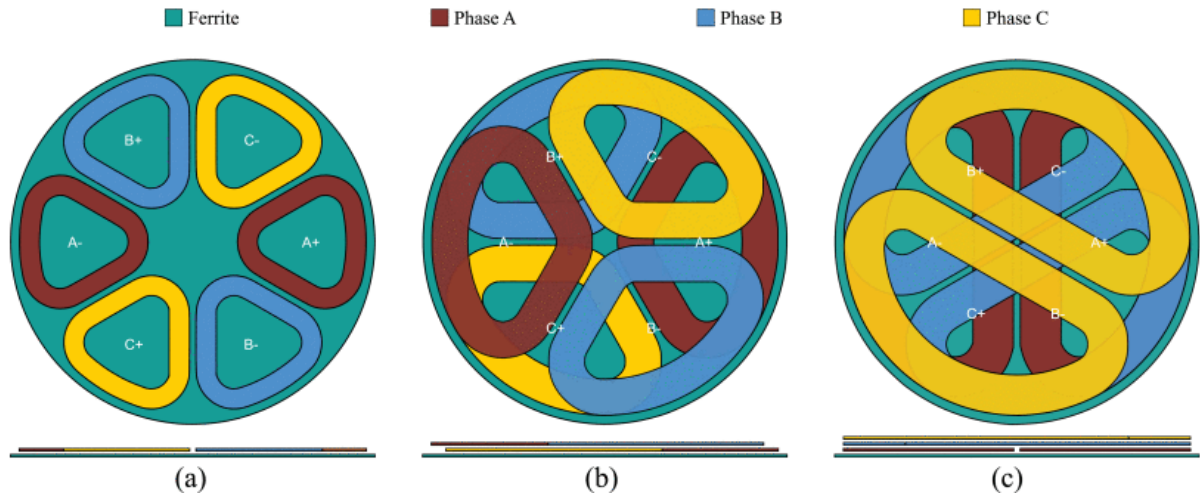 Ferrite Phase A Phase B Phase C
B+ C-
A- A+
C+ B-
B+ C-
A- A+
C+ B-
B+ C-
A- A+
C+ B-
(a) (b) (c)